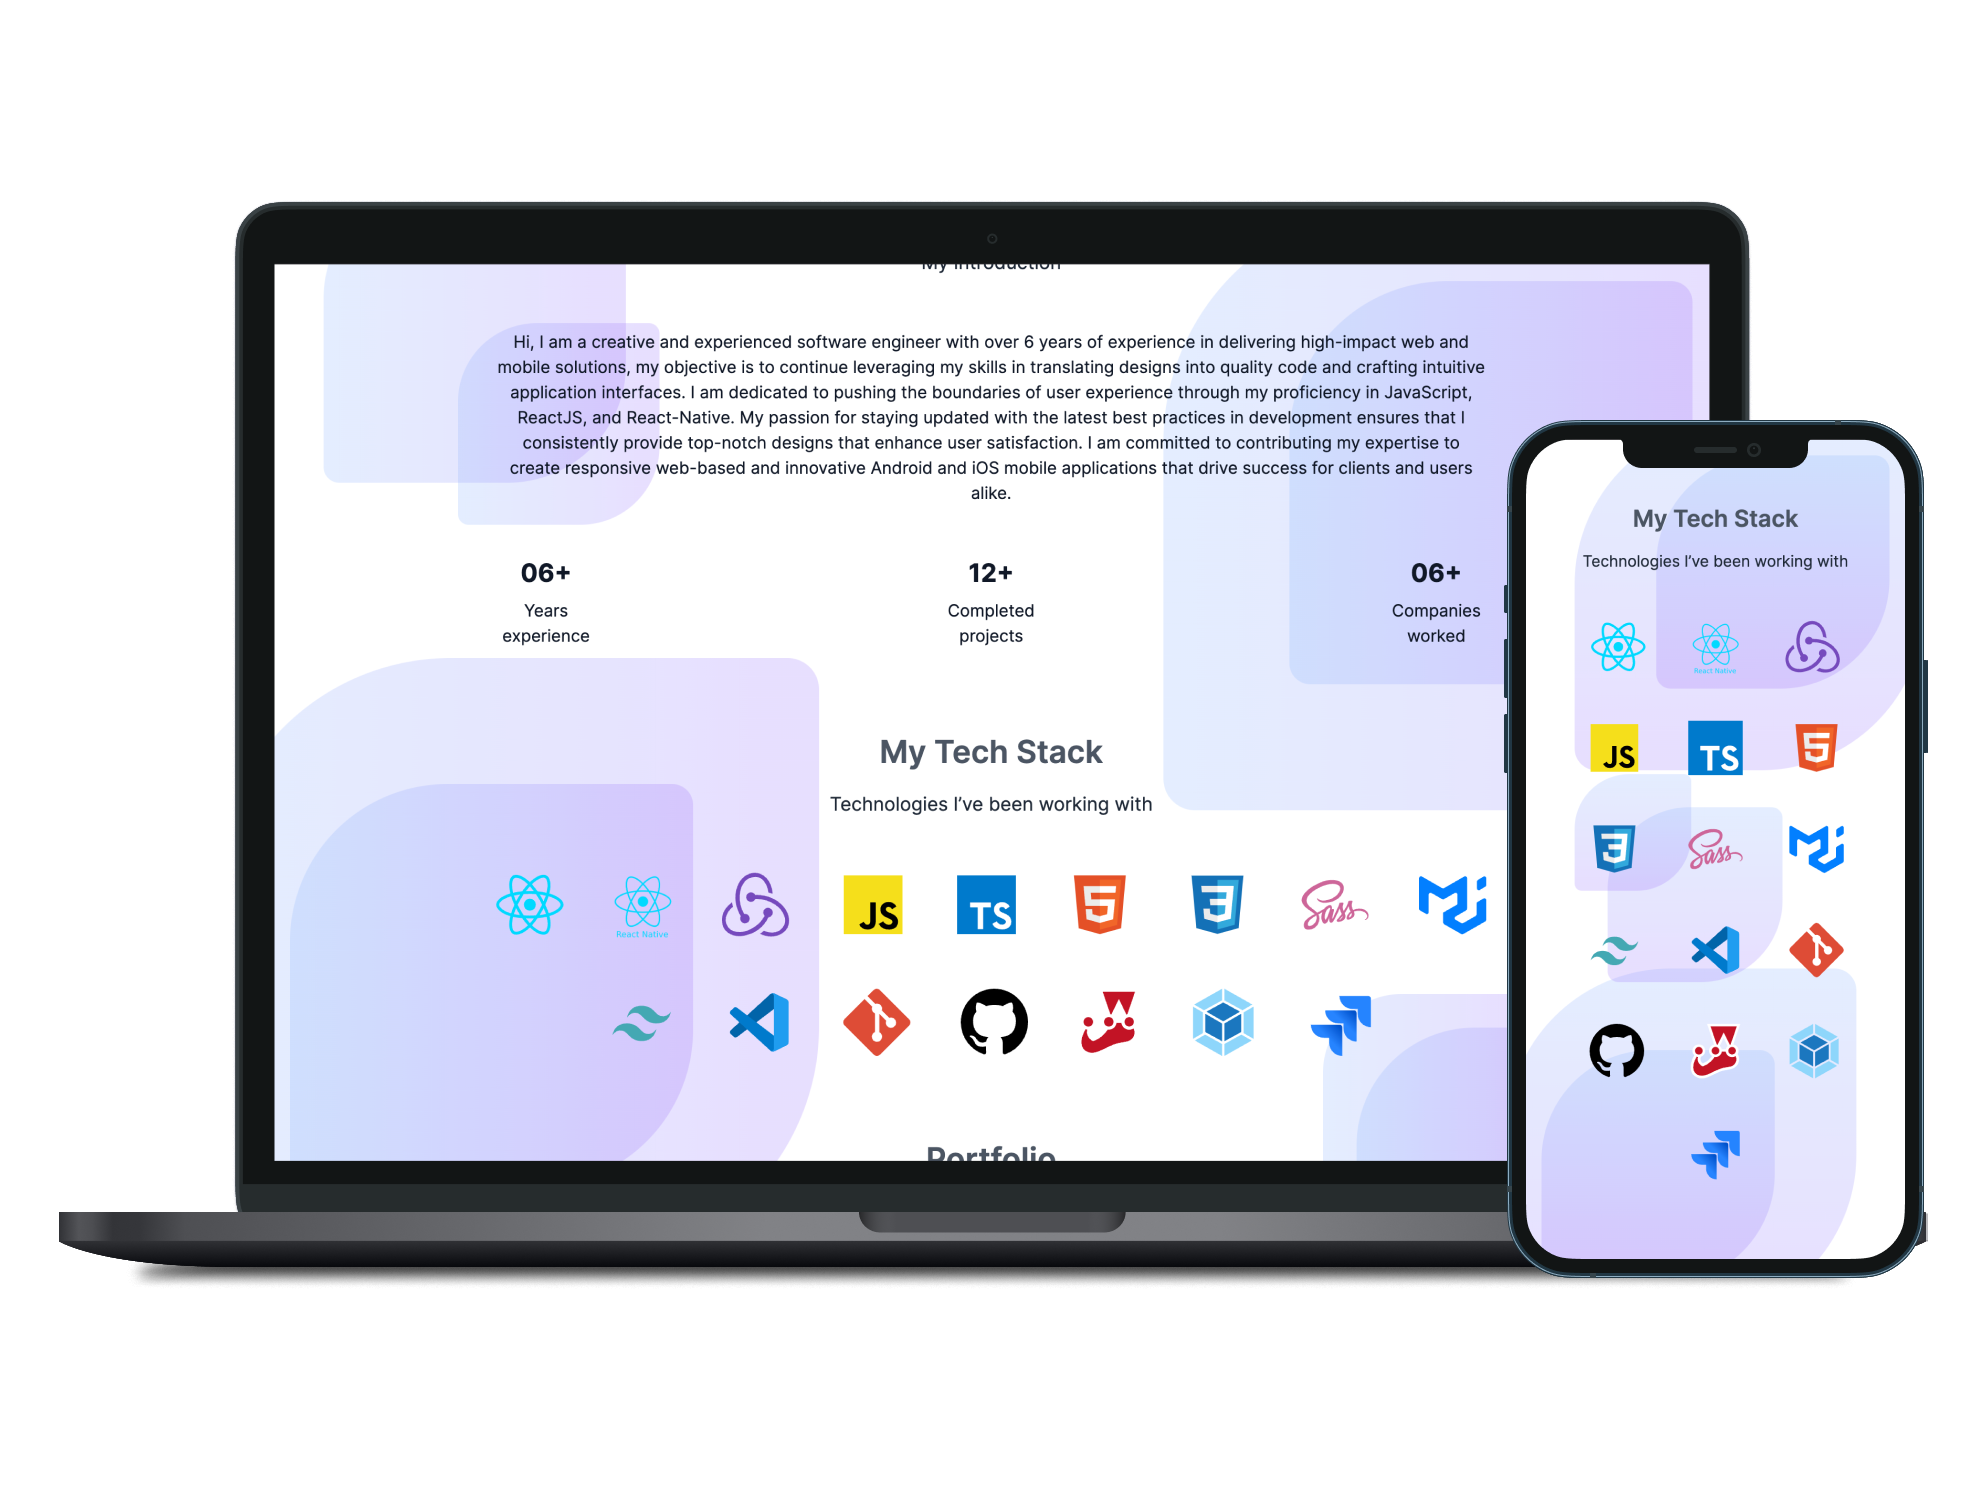 My Introduction
Hi, I am a creative and experienced software engineer with over 6 years of experience in delivering high-impact web and
mobile solutions, my objective is to continue leveraging my skills in translating designs into quality code and crafting intuitive
application interfaces. I am dedicated to pushing the boundaries of user experience through my proficiency in JavaScript,
ReactJS, and React-Native. My passion for staying updated with the latest best practices in development ensures that I
consistently provide top-notch designs that enhance user satisfaction. I am committed to contributing my expertise to
create responsive web-based and innovative Android and iOS mobile applications that drive success for clients and users
alike.
06+
Years
experience
12+
Completed
projects
06+
Companies
worked
My Tech Stack
Technologies I’ve been working with
React Native
JS
TS
5
3
Sass
Portfolio
My Tech Stack
Technologies I’ve been working with
React Native
JS
TS
5
3
Sass